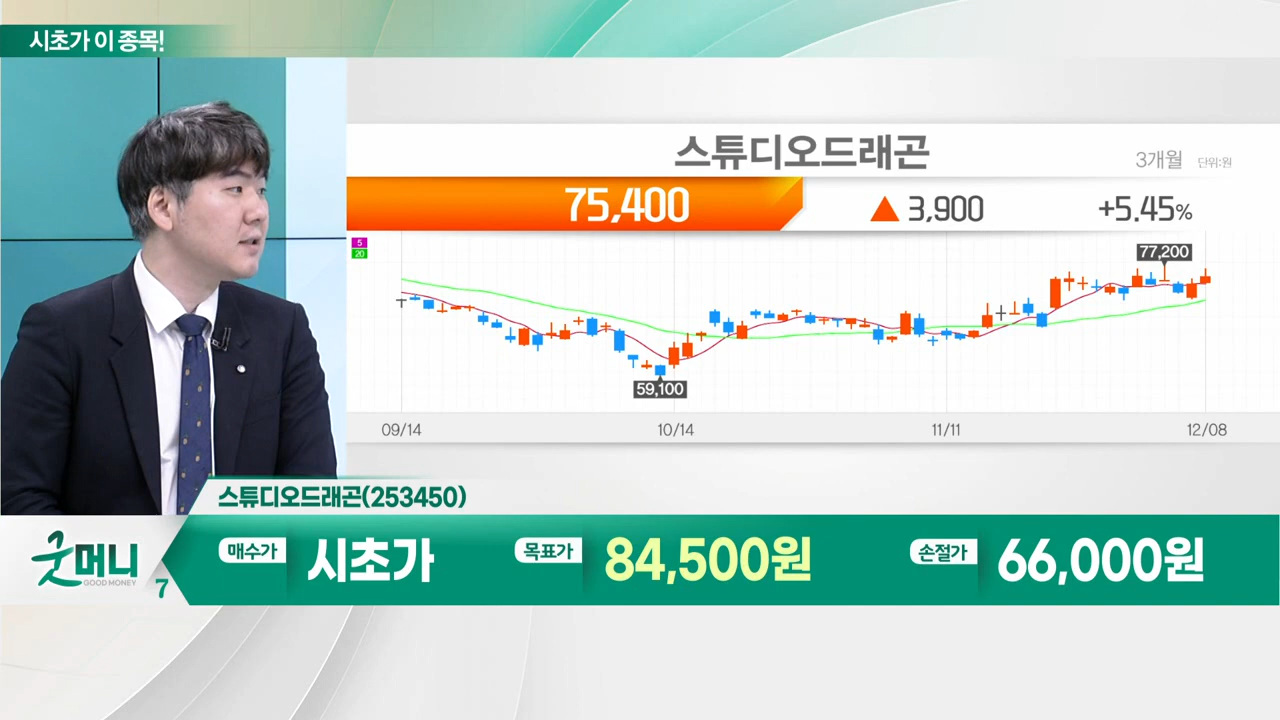 시초가 이 종목!
스튜디오드래곤
3개월 단위:원
75,400 ▲ 3,900 +5.45%
5
20
77,200
59,100
09/14 10/14 11/11 12/08
스튜디오드래곤(253450)
굿머니
GOOD MONEY
7
매수가 시초가 목표가 84,500원 손절가 66,000원